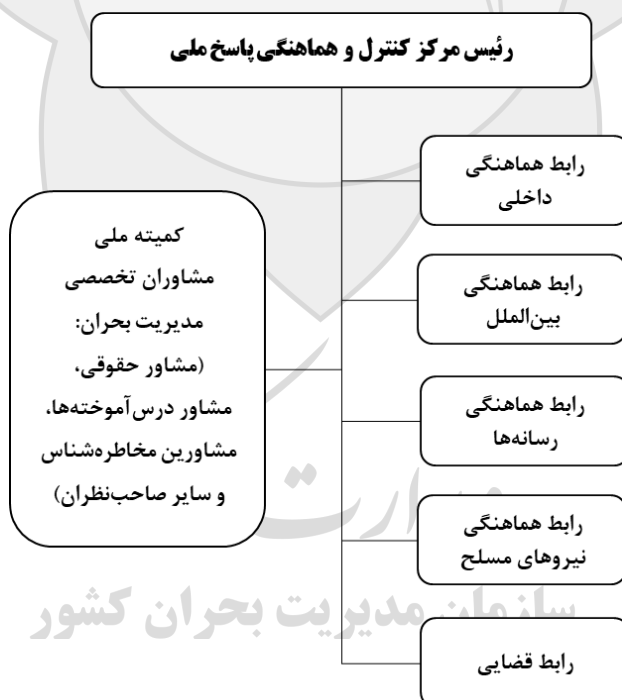 رئیس مرکز کنترل و هماهنگی پاسخ ملی
رابط هماهنگی
داخلی
رابط هماهنگی
بین‌الملل
رابط هماهنگی
رسانه‌ها
رابط هماهنگی
نیروهای مسلح
رابط قضایی
کمیته ملی
مشاوران تخصصی
مدیریت بحران:
(مشاور حقوقی،
مشاور درس‌آموخته‌ها،
مشاورین مخاطره‌شناس
و سایر صاحب‌نظران)
سازمان مدیریت بحران کشور